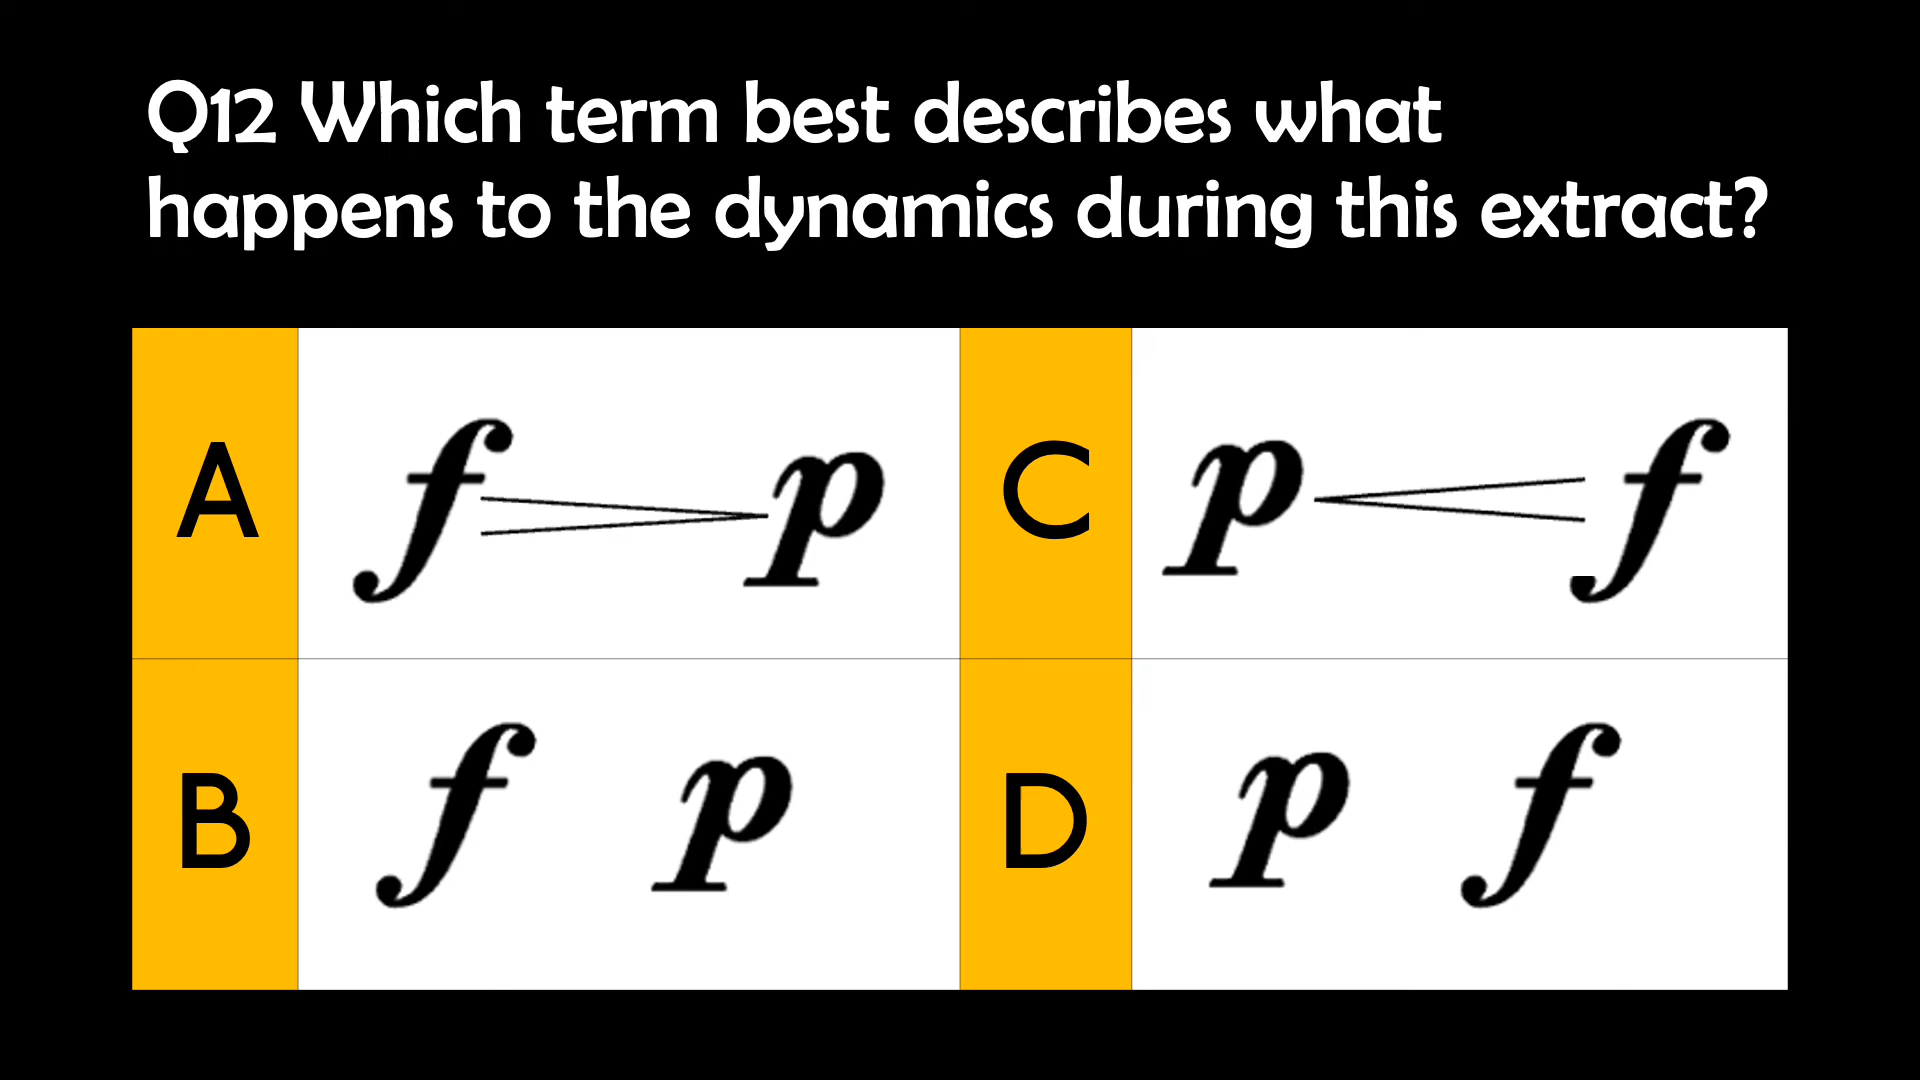 Q12 Which term best describes what
happens to the dynamics during this extract?
A f p
C p f
B f p
D p f